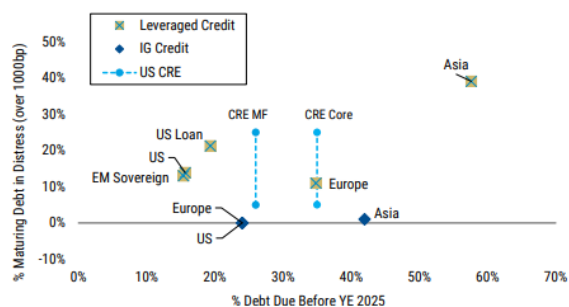 Leveraged Credit
IG Credit
US CRE
% Maturing Debt in Distress (over 1000bp)
50%
40%
30%
20%
10%
0%
-10%
Asia
CRE MF
CRE Core
US Loan
US
EM Sovereign
Europe
Europe
Asia
US
0%
10%
20%
30%
40%
50%
60%
70%
% Debt Due Before YE 2025